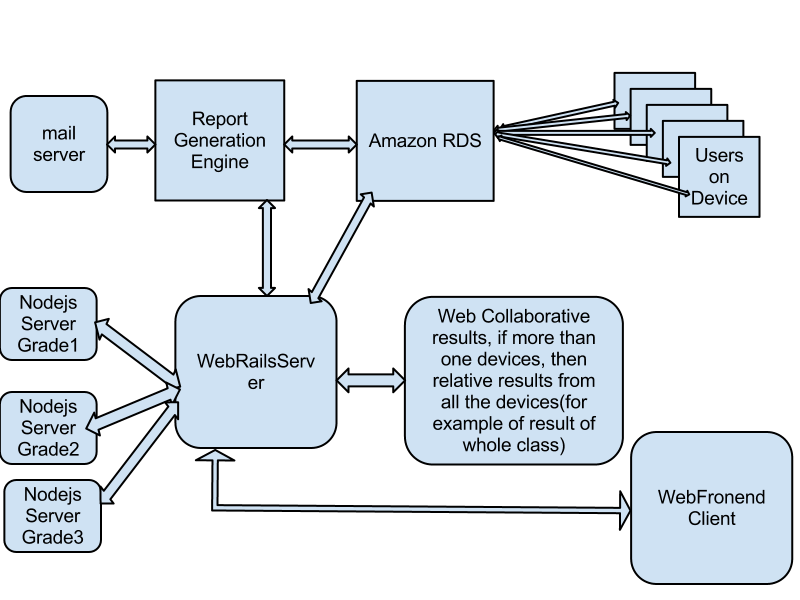 mail
server
Report
Generation
Engine
Amazon RDS
Users
on
Device
Nodejs
Server
Grade1
Nodejs
Server
Grade2
Nodejs
Server
Grade3
WebRailsServ
er
Web Collaborative
results, if more than
one devices, then
relative results from
all the devices(for
example of result of
whole class)
WebFronend
Client